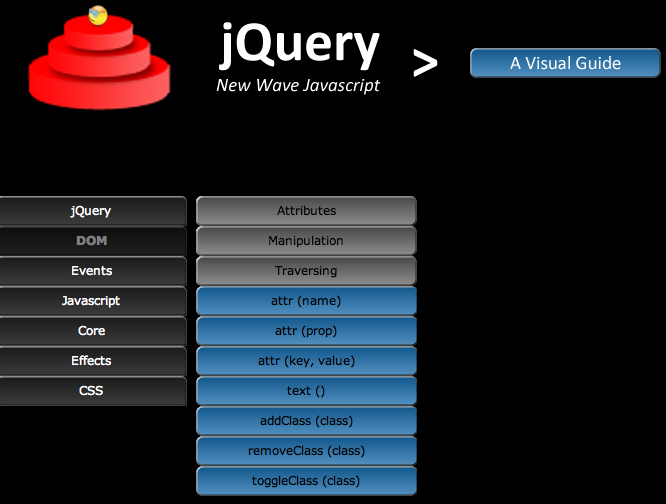 jQuery
New Wave Javascript
>
A Visual Guide
jQuery
DOM
Events
Javascript
Core
Effects
CSS
Attributes
Manipulation
Traversing
attr (name)
attr (prop)
attr (key, value)
text ()
addClass (class)
removeClass (class)
toggleClass (class)